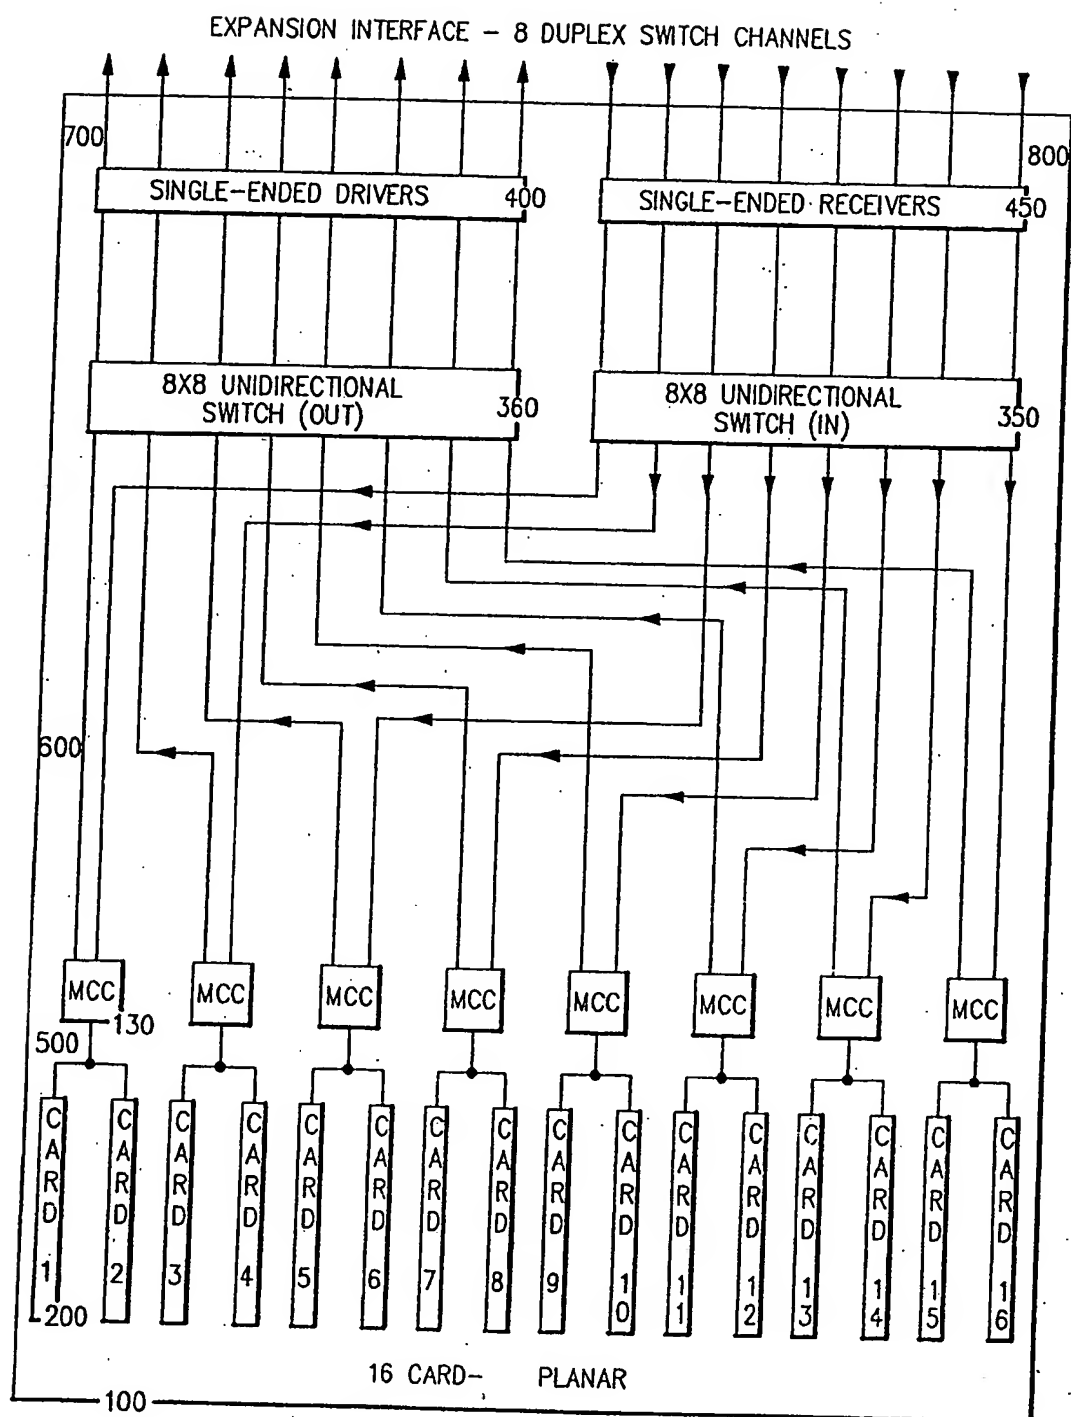 EXPANSION INTERFACE - 8 DUPLEX SWITCH CHANNELS
700
800
SINGLE-ENDED DRIVERS
400
SINGLE-ENDED RECEIVERS
450
8X8 UNIDIRECTIONAL
SWITCH (OUT)
360
8X8 UNIDIRECTIONAL
SWITCH (IN)
350
600
MCC
MCC
MCC
MCC
MCC
MCC
MCC
MCC
130
500
CARD 1
CARD 2
CARD 3
CARD 4
CARD 5
CARD 6
CARD 7
CARD 8
CARD 9
CARD 10
CARD 11
CARD 12
CARD 13
CARD 14
CARD 15
CARD 16
200
16 CARD- PLANAR
100